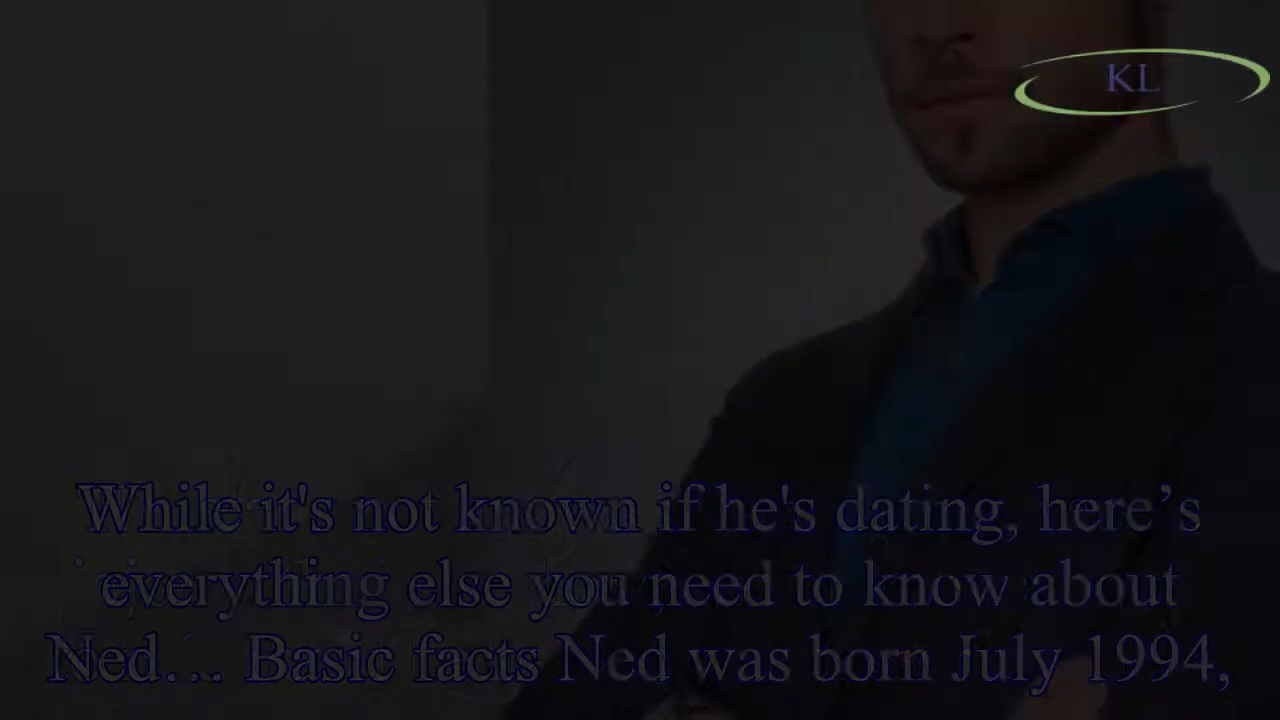 KL
While it's not known if he's dating, here’s
everything else you need to know about
Ned… Basic facts Ned was born July 1994,